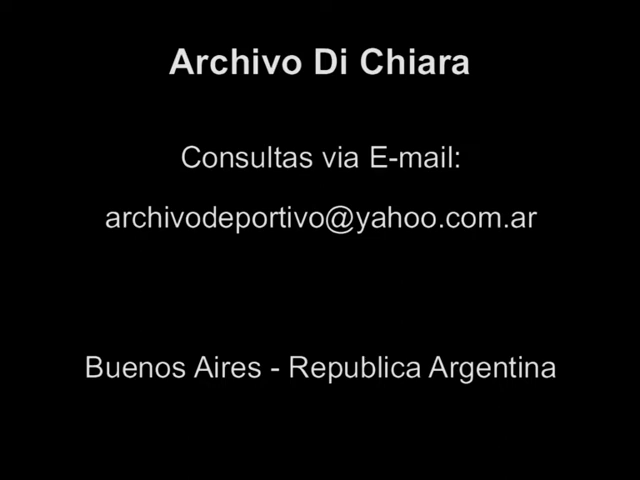 Archivo Di Chiara
Consultas via E-mail:
archivodeportivo@yahoo.com.ar
Buenos Aires - Republica Argentina